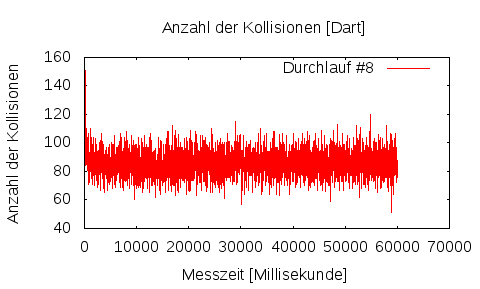 Anzahl der Kollisionen [Dart]
Durchlauf #8
Anzahl der Kollisionen
160
140
120
100
80
60
40
0 10000 20000 30000 40000 50000 60000 70000
Messzeit [Millisekunde]